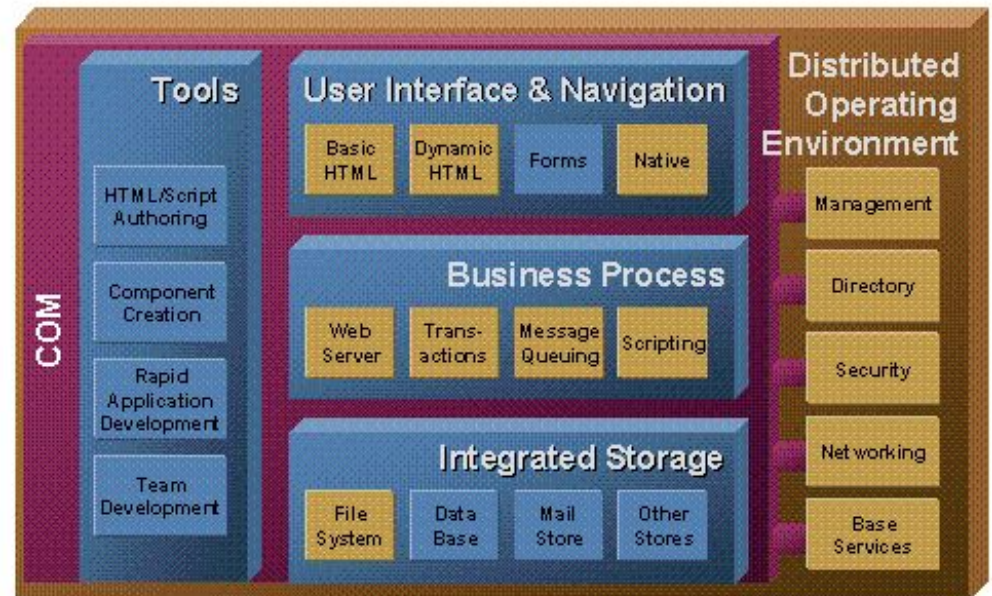 COM
Tools
HTML/Script
Authoring
Component
Creation
Rapid
Application
Development
Team
Development
User Interface & Navigation
Basic
HTML
Dynamic
HTML
Forms
Native
Business Process
Web
Server
Trans-
actions
Message
Queuing
Scripting
Integrated Storage
File
System
Data
Base
Mail
Store
Other
Stores
Distributed
Operating
Environment
Management
Directory
Security
Networking
Base
Services